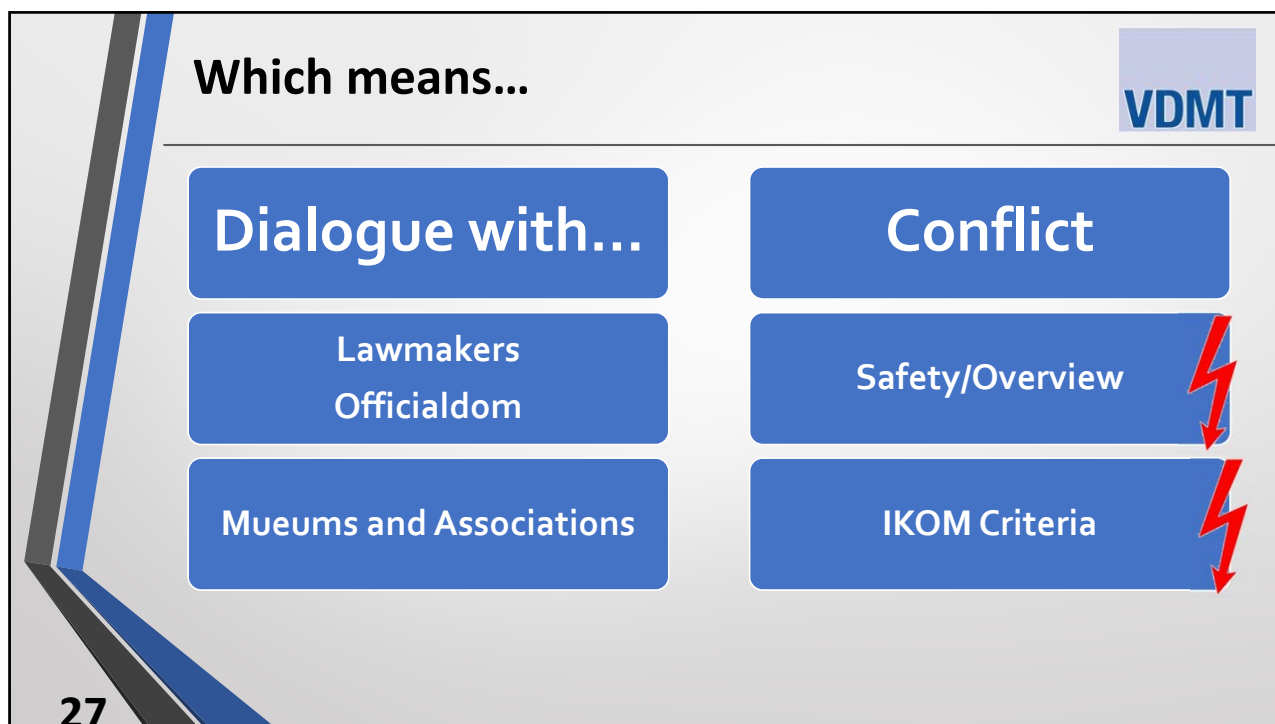 Which means...
VDMT
Dialogue with...
Conflict
Lawmakers
Officialdom
Safety/Overview
Mueums and Associations
IKOM Criteria
27